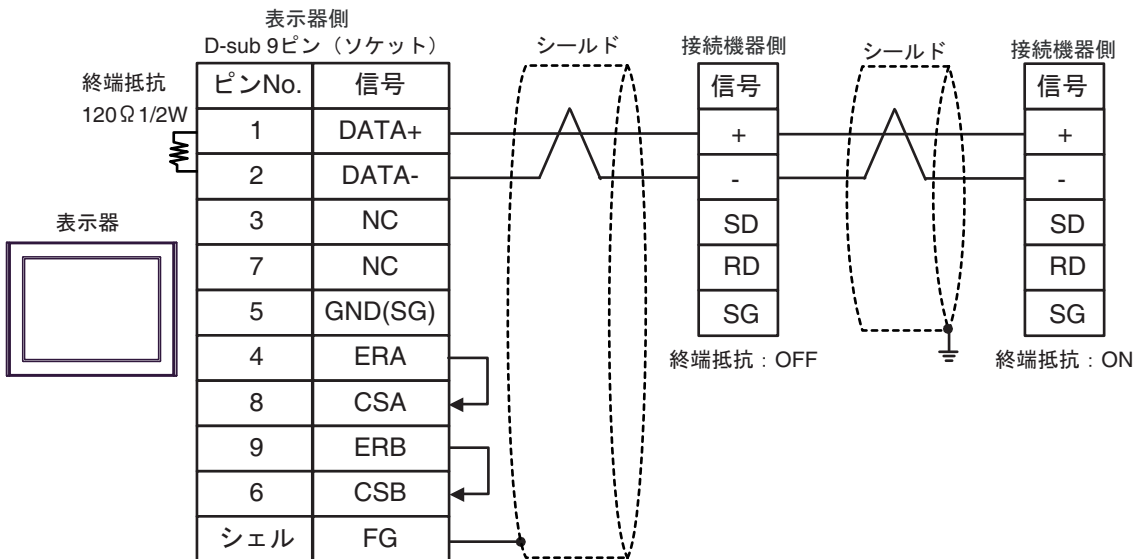 表示器側
D-sub 9ピン（ソケット）
シールド
接続機器側
シールド
接続機器側
終端抵抗
120Ω 1/2W
ピンNo. 信号
1 DATA+
2 DATA-
3 NC
7 NC
5 GND(SG)
4 ERA
8 CSA
9 ERB
6 CSB
シェル FG
表示器
信号
+
-
SD
RD
SG
終端抵抗：OFF
信号
+
-
SD
RD
SG
終端抵抗：ON